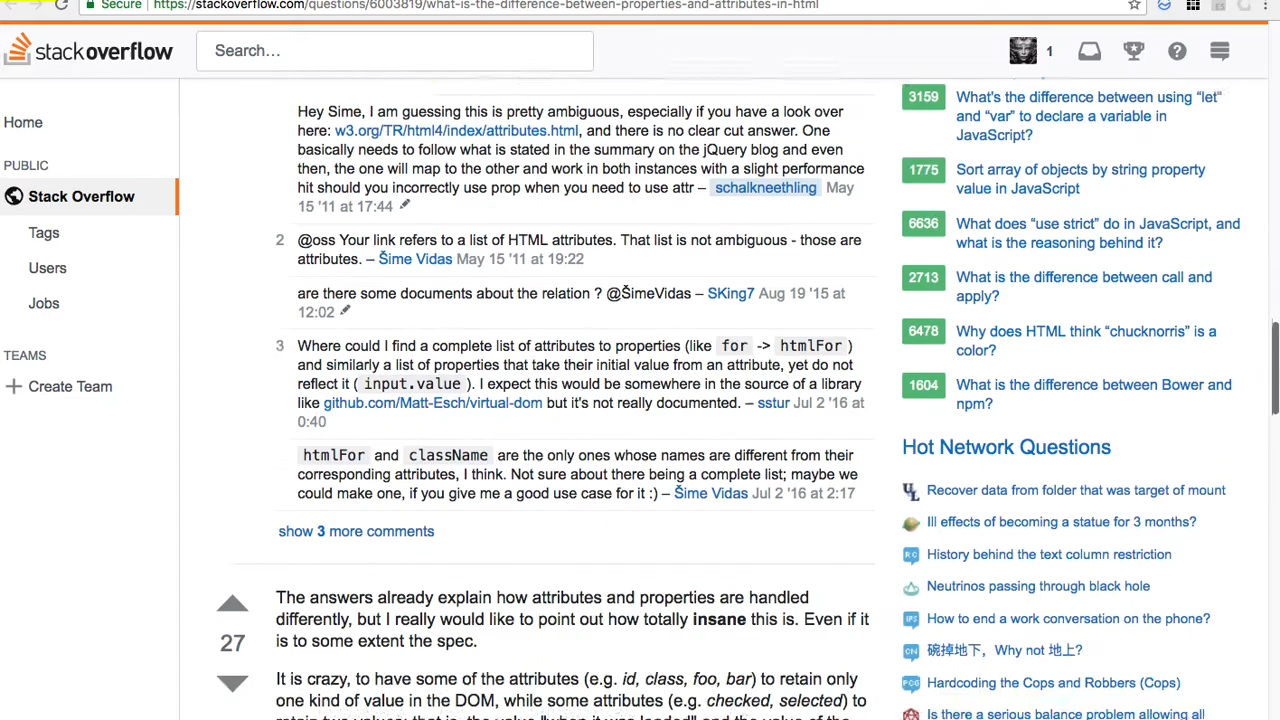 Secure https://stackoverflow.com/questions/6003819/what-is-the-difference-between-properties-and-attributes-in-html
stackoverflow
Search…
1
Home
PUBLIC
Stack Overflow
Tags
Users
Jobs
TEAMS
Create Team
Hey Sime, I am guessing this is pretty ambiguous, especially if you have a look over
here: w3.org/TR/html4/index/attributes.html, and there is no clear cut answer. One
basically needs to follow what is stated in the summary on the jQuery blog and even
then, the one will map to the other and work in both instances with a slight performance
hit should you incorrectly use prop when you need to use attr – schalkneethling May
15 '11 at 17:44
2 @oss Your link refers to a list of HTML attributes. That list is not ambiguous - those are
attributes. – Šime Vidas May 15 '11 at 19:22
are there some documents about the relation ? @ŠimeVidas – SKing7 Aug 19 '15 at
12:02
3 Where could I find a complete list of attributes to properties (like for -> htmlFor )
and similarly a list of properties that take their initial value from an attribute, yet do not
reflect it ( input.value ). I expect this would be somewhere in the source of a library
like github.com/Matt-Esch/virtual-dom but it's not really documented. – sstur Jul 2 '16 at
0:40
htmlFor and className are the only ones whose names are different from their
corresponding attributes, I think. Not sure about there being a complete list; maybe we
could make one, if you give me a good use case for it :) – Šime Vidas Jul 2 '16 at 2:17
show 3 more comments
27
The answers already explain how attributes and properties are handled
differently, but I really would like to point out how totally insane this is. Even if it
is to some extent the spec.
It is crazy, to have some of the attributes (e.g. id, class, foo, bar) to retain only
one kind of value in the DOM, while some attributes (e.g. checked, selected) to
retain two values; that is, the value "when it was loaded" and the value of the
3159 What's the difference between using “let”
and “var” to declare a variable in
JavaScript?
1775 Sort array of objects by string property
value in JavaScript
6636 What does “use strict” do in JavaScript, and
what is the reasoning behind it?
2713 What is the difference between call and
apply?
6478 Why does HTML think “chucknorris” is a
color?
1604 What is the difference between Bower and
npm?
Hot Network Questions
Recover data from folder that was target of mount
Ill effects of becoming a statue for 3 months?
History behind the text column restriction
Neutrinos passing through black hole
How to end a work conversation on the phone?
碗掉地下，Why not 地上?
Hardcoding the Cops and Robbers (Cops)
Is there a serious balance problem allowing all